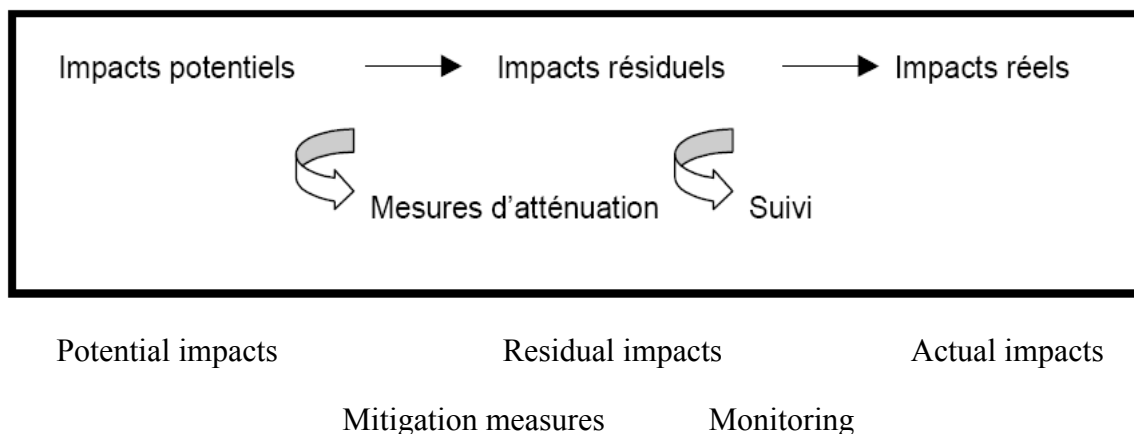 Impacts potentiels Impacts résiduels Impacts réels
Mesures d'atténuation Suivi
Potential impacts Residual impacts Actual impacts
Mitigation measures Monitoring